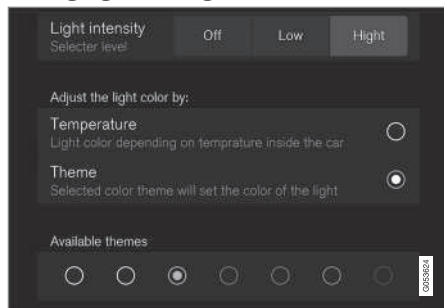 Light intensity Off Low Hight
Selecter level
Adjust the light color by:
Temperature
Light color depending on temprature inside the car
Theme
Selected color theme will set the color of the light
Available themes
G053624